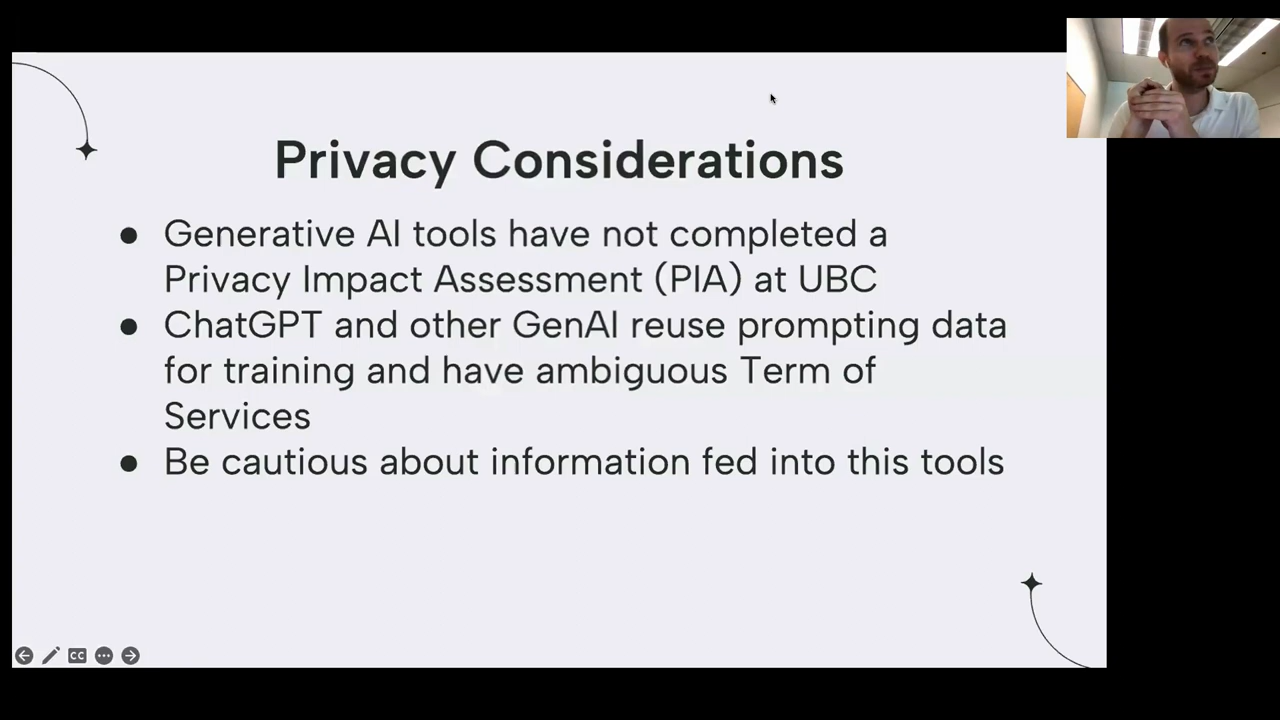 Privacy Considerations
● Generative AI tools have not completed a
Privacy Impact Assessment (PIA) at UBC
● ChatGPT and other GenAI reuse prompting data
for training and have ambiguous Term of
Services
● Be cautious about information fed into this tools
CC